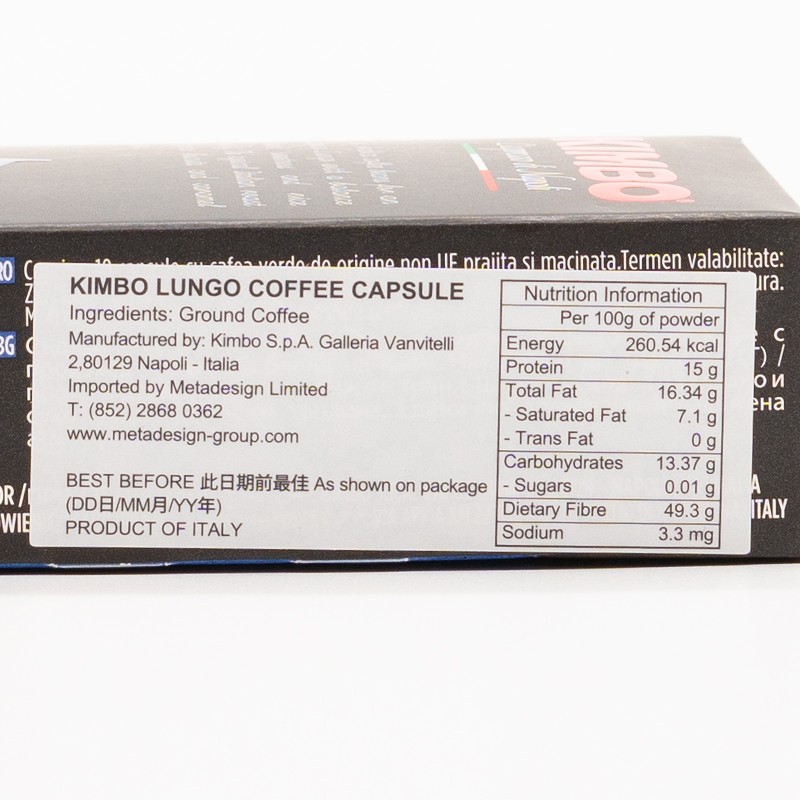 KIMBO
RO
10 capsule cu cafea verde de origine non UE prajita si macinata.Termen valabilitate:
BG
KIMBO LUNGO COFFEE CAPSULE
Ingredients: Ground Coffee
Manufactured by: Kimbo S.p.A. Galleria Vanvitelli
2,80129 Napoli - Italia
Imported by Metadesign Limited
T: (852) 2868 0362
www.metadesign-group.com
BEST BEFORE 此日期前最佳 As shown on package
(DD日/MM月/YY年)
PRODUCT OF ITALY
Nutrition Information
Per 100g of powder
Energy 260.54 kcal
Protein 15 g
Total Fat 16.34 g
- Saturated Fat 7.1 g
- Trans Fat 0 g
Carbohydrates 13.37 g
- Sugars 0.01 g
Dietary Fibre 49.3 g
Sodium 3.3 mg
ITALY